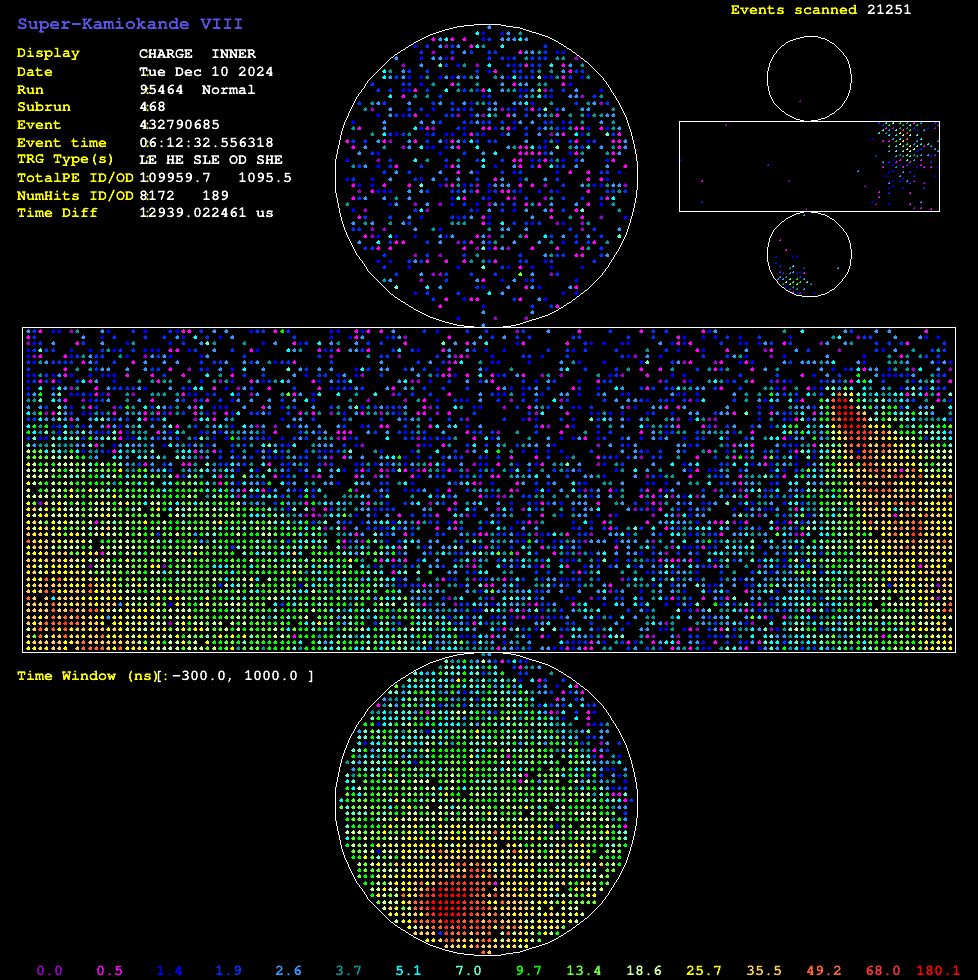 Super-Kamiokande VIII
Events scanned 21251
Display CHARGE INNER
Date Tue Dec 10 2024
Run 95464 Normal
Subrun 468
Event 432790685
Event time 06:12:32.556318
TRG Type(s) LE HE SLE OD SHE
TotalPE ID/OD 109959.7 1095.5
NumHits ID/OD 8172 189
Time Diff 12939.022461 us
Time Window (ns): [ -300.0, 1000.0 ]
0.0 0.5 1.4 1.9 2.6 3.7 5.1 7.0 9.7 13.4 18.6 25.7 35.5 49.2 68.0 180.1